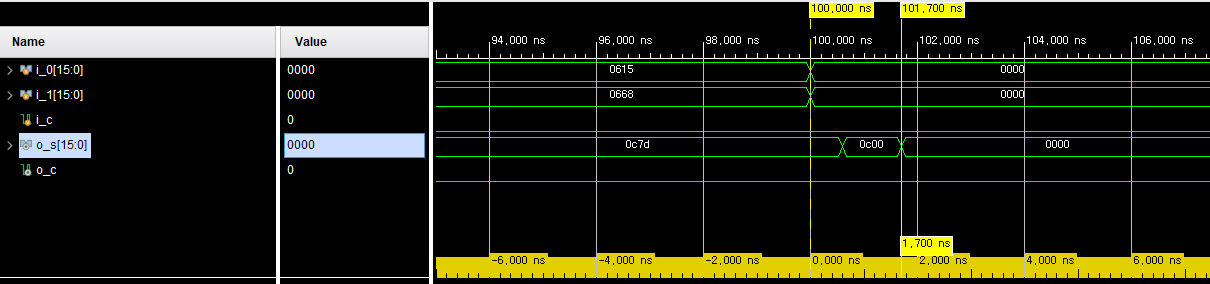 100,000 ns 101,700 ns
Name Value
94,000 ns 96,000 ns 98,000 ns 100,000 ns 102,000 ns 104,000 ns 106,000 ns
i_0[15:0] 0000 0615 0000
i_1[15:0] 0000 0668 0000
i_c 0
o_s[15:0] 0000 0c7d 0c00 0000
o_c 0
1,700 ns
-6,000 ns -4,000 ns -2,000 ns 0,000 ns 2,000 ns 4,000 ns 6,000 ns